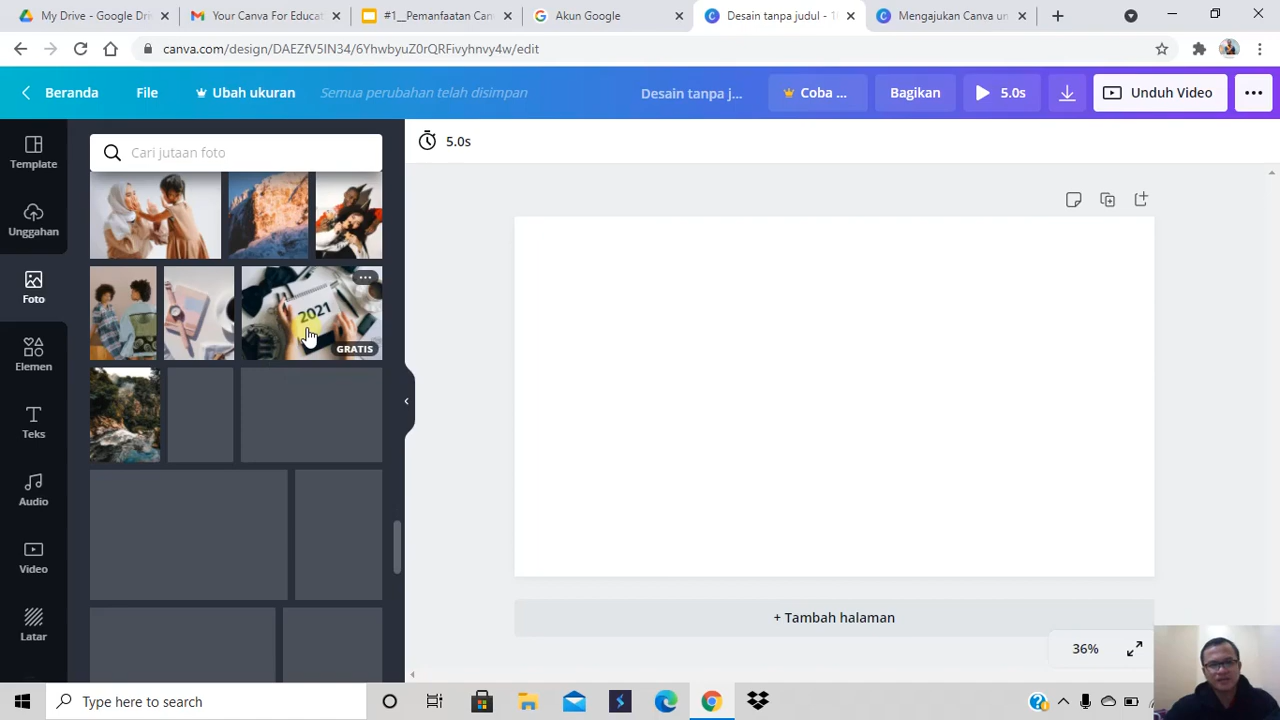 My Drive - Google Dri
Your Canva For Educat
#1__Pemanfaatan Can
Akun Google
Desain tanpa judul - 1
Mengajukan Canva un
canva.com/design/DAEZfV5IN34/6YhwbyuZ0rQRFivyhnvy4w/edit
Beranda
File
Ubah ukuran
Semua perubahan telah disimpan
Desain tanpa j...
Coba ...
Bagikan
5.0s
Unduh Video
Template
Unggahan
Foto
Elemen
Teks
Audio
Video
Latar
Cari jutaan foto
2021
GRATIS
5.0s
+ Tambah halaman
36%
Type here to search